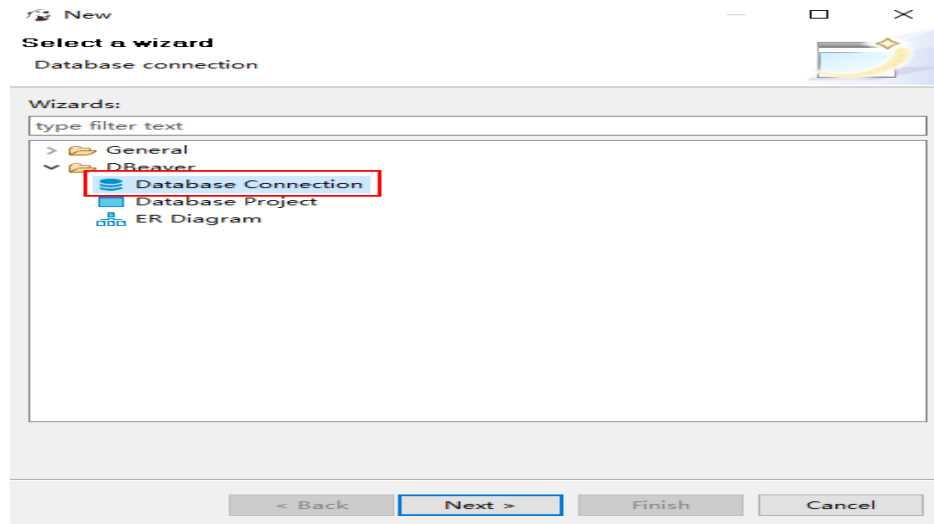 New
Select a wizard
Database connection
Wizards:
type filter text
General
DBeaver
Database Connection
Database Project
ER Diagram
< Back Next > Finish Cancel